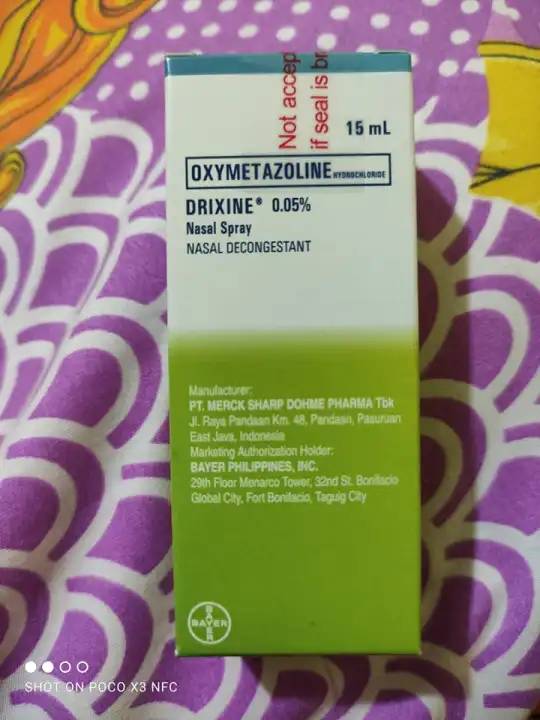 Not accep
if seal is br
15 mL
OXYMETAZOLINE HYDROCHLORIDE
DRIXINE® 0.05%
Nasal Spray
NASAL DECONGESTANT
Manufacturer:
PT. MERCK SHARP DOHME PHARMA Tbk
Jl. Raya Pandaan Km. 48, Pandaan, Pasuruan
East Java, Indonesia
Marketing Authorization Holder:
BAYER PHILIPPINES, INC.
29th Floor Menarco Tower, 32nd St. Bonifacio
Global City, Fort Bonifacio, Taguig City
BAYER
BAYER
SHOT ON POCO X3 NFC